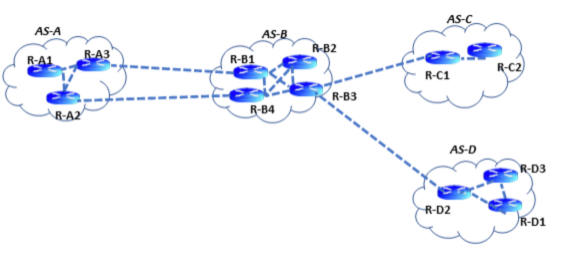 AS-A
R-A1
R-A3
R-A2
AS-B
R-B1
R-B2
R-B3
R-B4
AS-C
R-C1
R-C2
AS-D
R-D3
R-D2
R-D1